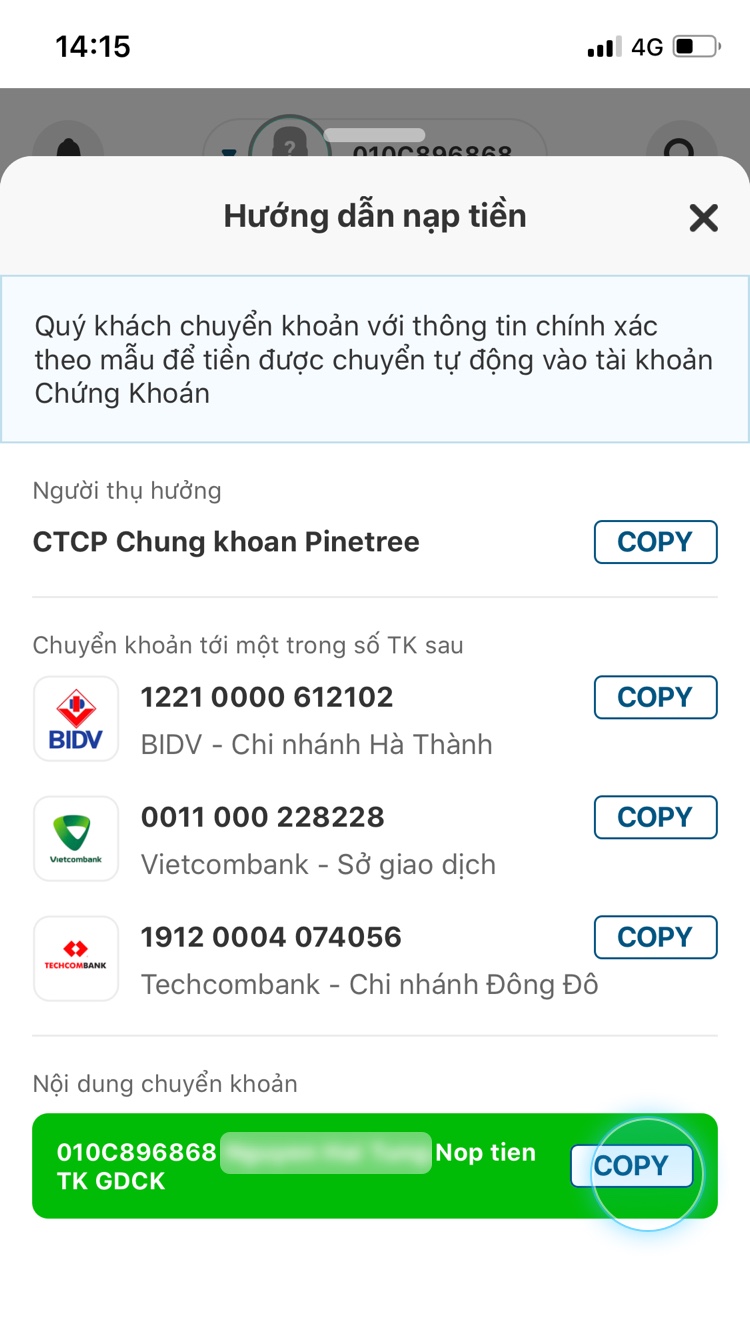 14:15
4G
010C896868
Hướng dẫn nạp tiền
Quý khách chuyển khoản với thông tin chính xác
theo mẫu để tiền được chuyển tự động vào tài khoản
Chứng Khoán
Người thụ hưởng
CTCP Chung khoan Pinetree
COPY
Chuyển khoản tới một trong số TK sau
BIDV
1221 0000 612102
COPY
BIDV - Chi nhánh Hà Thành
Vietcombank
0011 000 228228
COPY
Vietcombank - Sở giao dịch
TECHCOMBANK
1912 0004 074056
COPY
Techcombank - Chi nhánh Đông Đô
Nội dung chuyển khoản
010C896868 Nop tien
TK GDCK
COPY